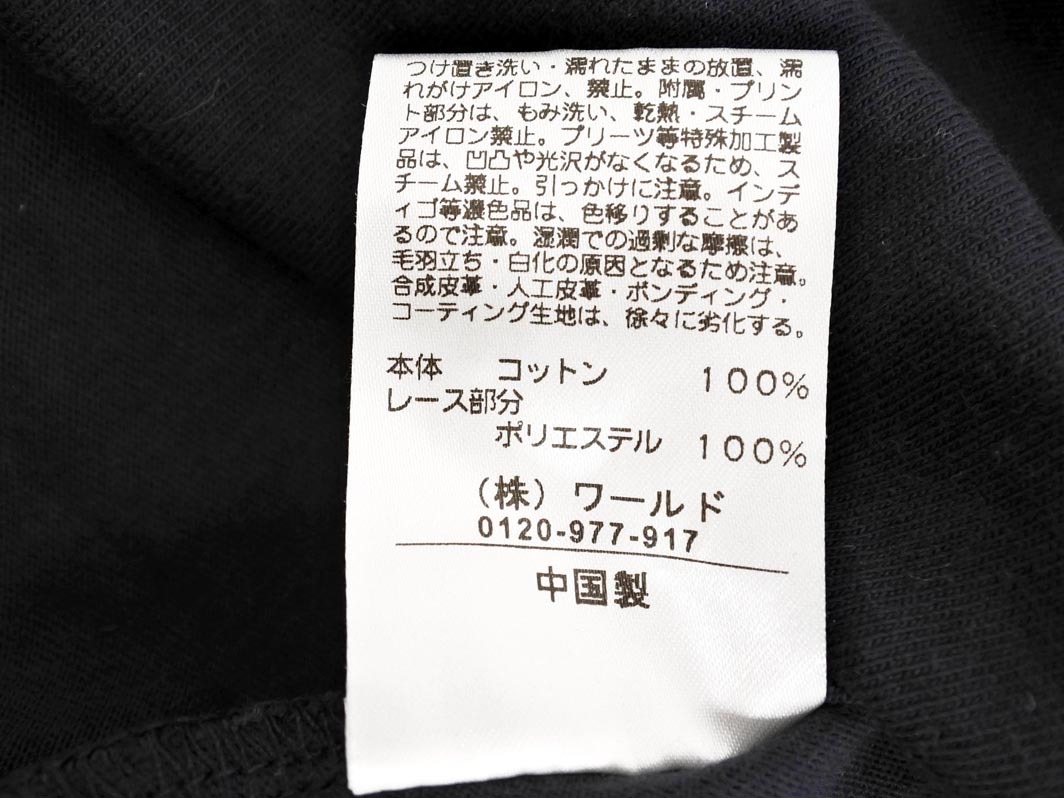 つけ置き洗い・濡れたままの放置、濡
れがけアイロン、禁止。附属・プリン
ト部分は、もみ洗い、乾熱・スチーム
アイロン禁止。プリーツ等特殊加工製
品は、凹凸や光沢がなくなるため、ス
チーム禁止。引っかけに注意。インデ
ィゴ等濃色品は、色移りすることがあ
るので注意。湿潤での過剰な摩擦は、
毛羽立ち・白化の原因となるため注意。
合成皮革・人工皮革・ボンディング・
コーティング生地は、徐々に劣化する。
本体 コットン 100%
レース部分
ポリエステル 100%
(株)ワールド
0120-977-917
中国製